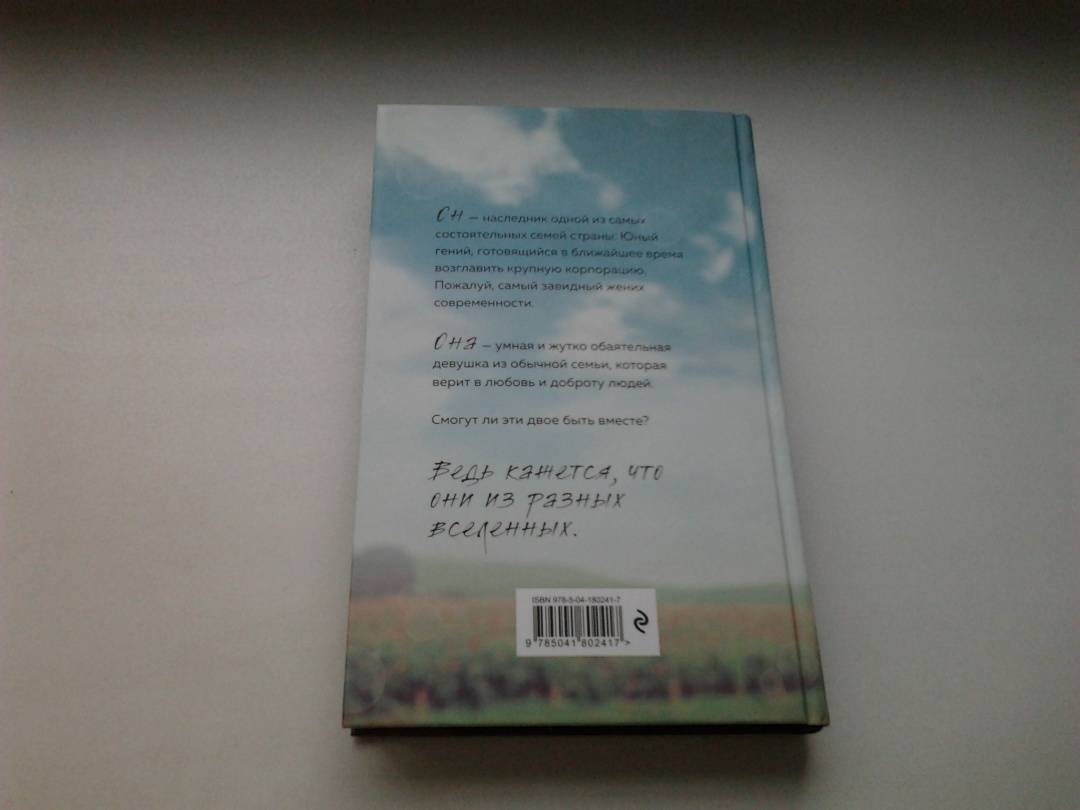 Он – наследник одной из самых
состоятельных семей страны. Юный
гений, готовящийся в ближайшее время
возглавить крупную корпорацию.
Пожалуй, самый завидный жених
современности.
Она – умная и жутко обаятельная
девушка из обычной семьи, которая
верит в любовь и доброту людей.
Смогут ли эти двое быть вместе?
Ведь кажется, что
они из разных
вселенных.
ISBN 978-5-04-180241-7
9 785041 802417 >